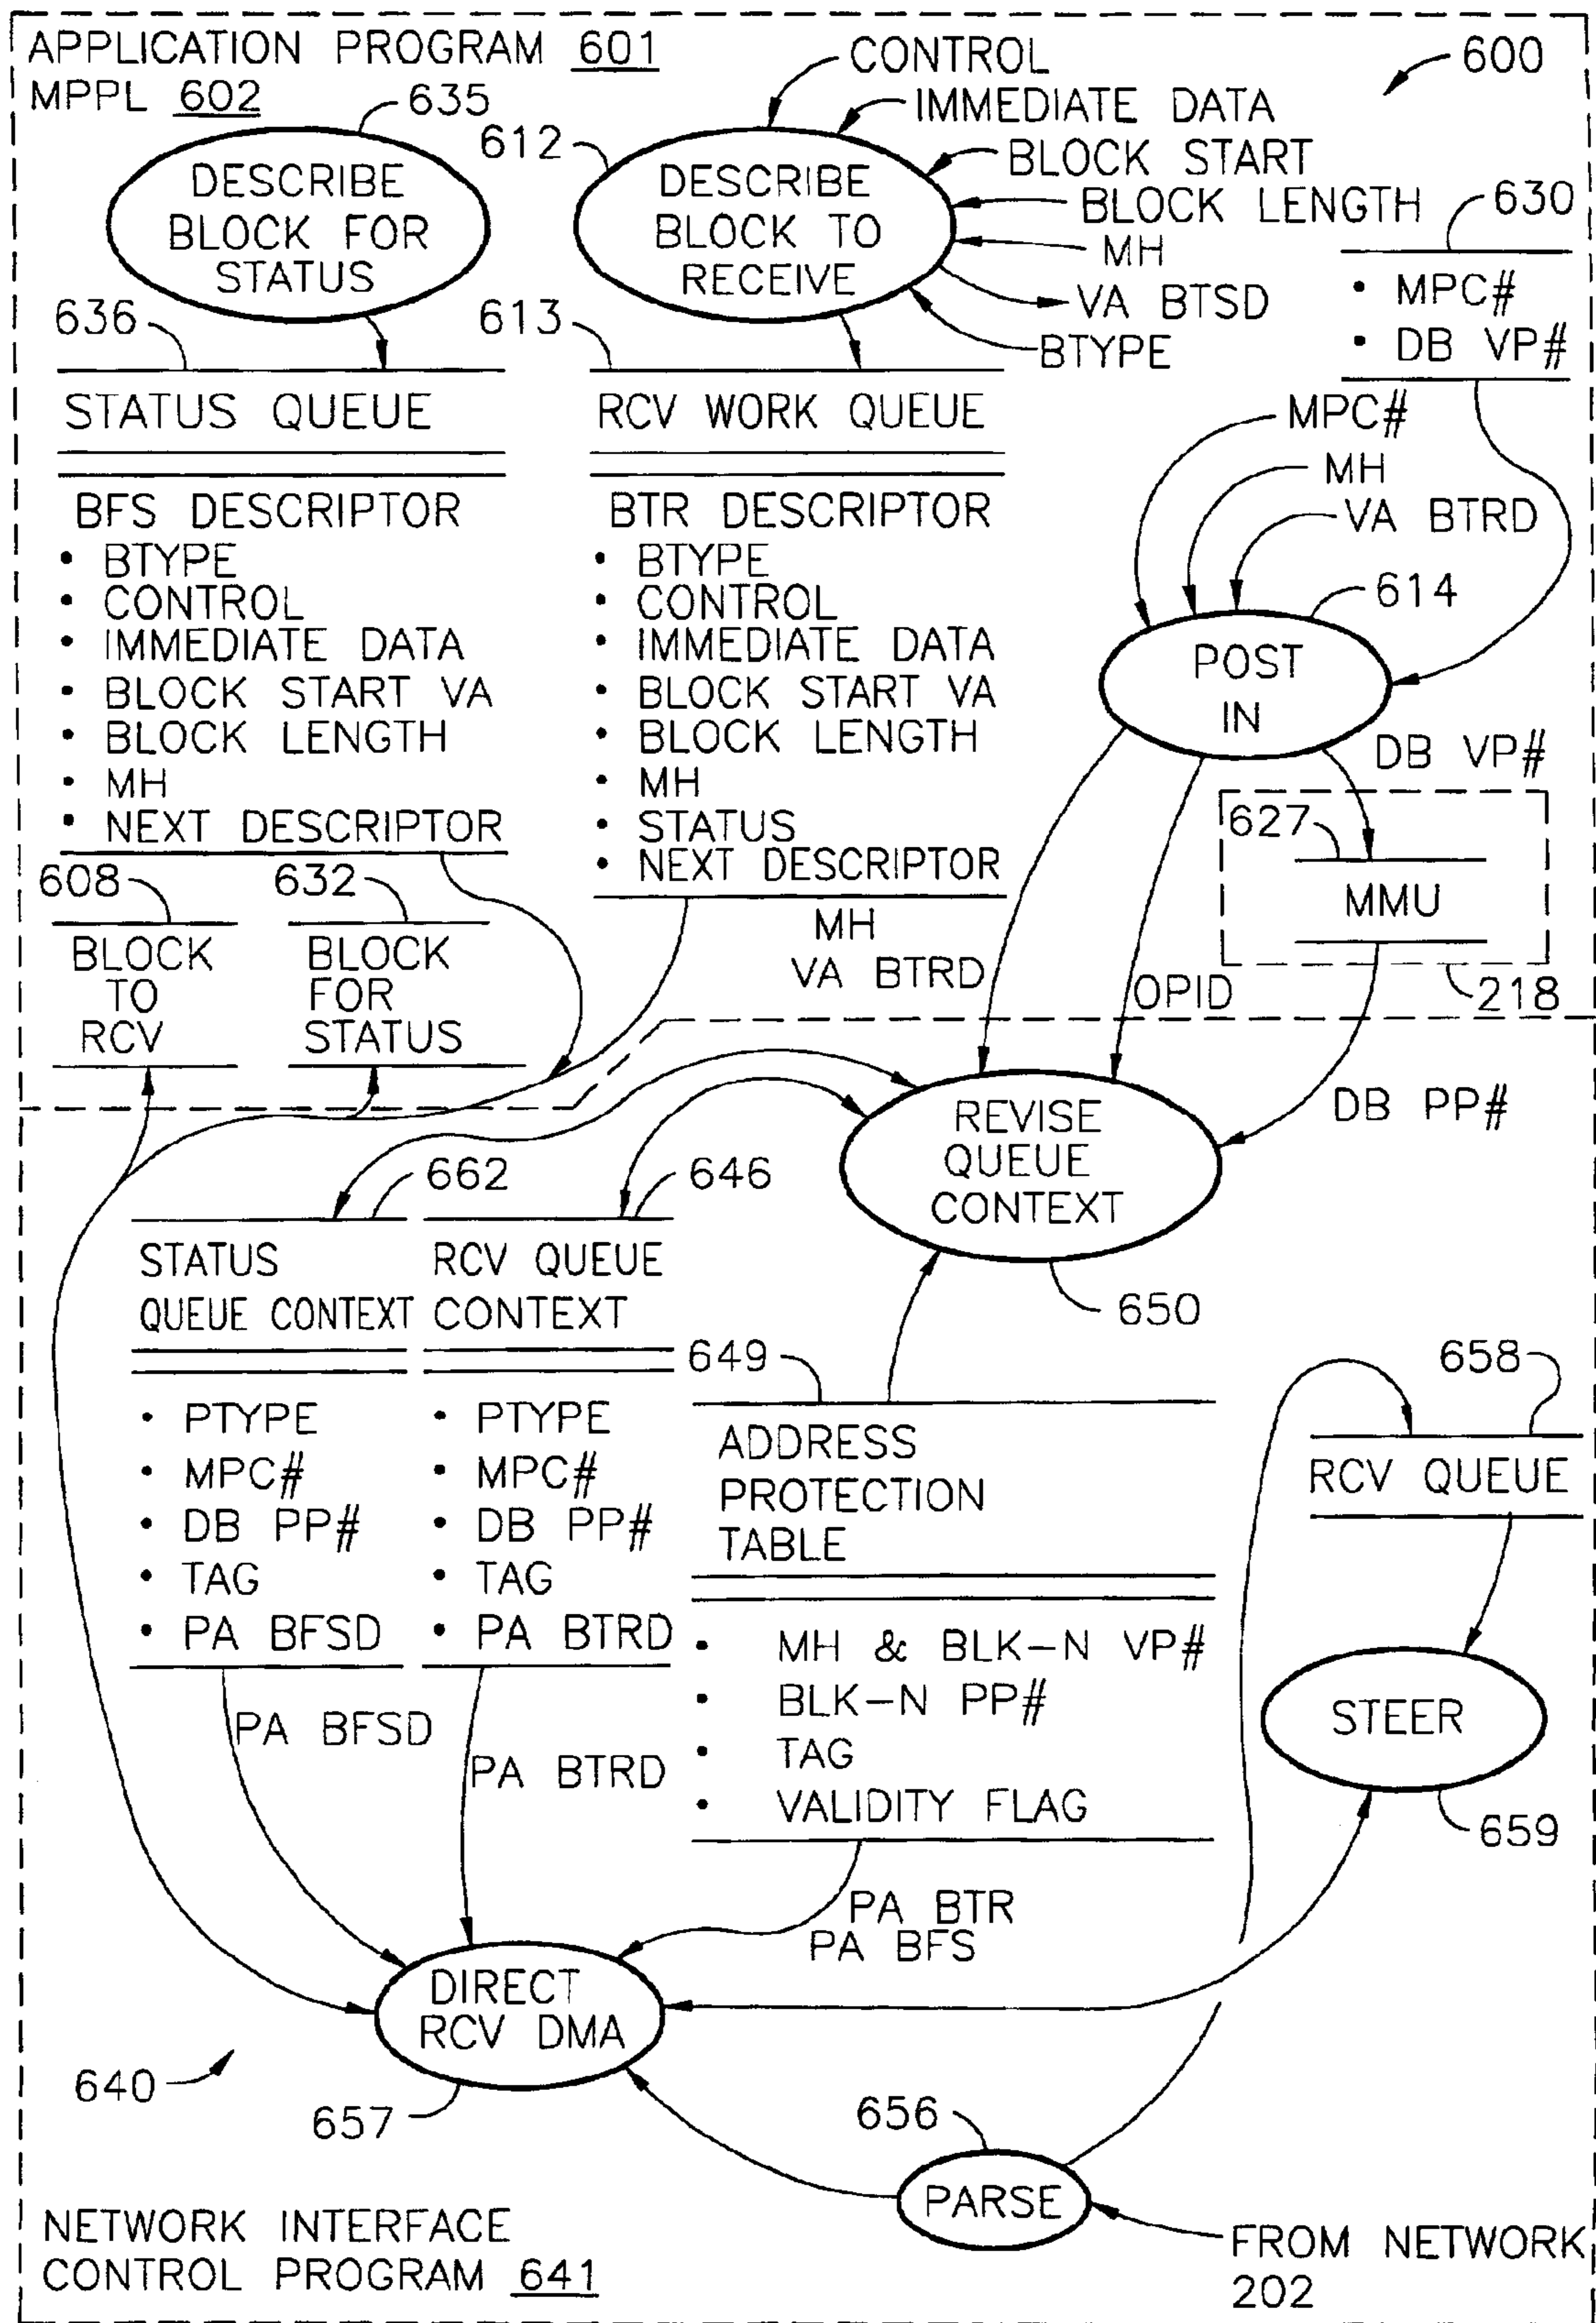 APPLICATION PROGRAM 601
MPPL 602
600
635
DESCRIBE
BLOCK FOR
STATUS
612
DESCRIBE
BLOCK TO
RECEIVE
CONTROL
IMMEDIATE DATA
BLOCK START
BLOCK LENGTH
MH
VA BTSD
BTYPE
630
• MPC#
• DB VP#
636
STATUS QUEUE
BFS DESCRIPTOR
• BTYPE
• CONTROL
• IMMEDIATE DATA
• BLOCK START VA
• BLOCK LENGTH
• MH
• NEXT DESCRIPTOR
613
RCV WORK QUEUE
BTR DESCRIPTOR
• BTYPE
• CONTROL
• IMMEDIATE DATA
• BLOCK START VA
• BLOCK LENGTH
• MH
• STATUS
• NEXT DESCRIPTOR
MPC#
MH
VA BTRD
614
POST
IN
DB VP#
627
MMU
218
608
BLOCK
TO
RCV
632
BLOCK
FOR
STATUS
MH
VA BTRD
OPID
DB PP#
REVISE
QUEUE
CONTEXT
650
662
STATUS
QUEUE CONTEXT
• PTYPE
• MPC#
• DB PP#
• TAG
• PA BFSD
646
RCV QUEUE
CONTEXT
• PTYPE
• MPC#
• DB PP#
• TAG
• PA BTRD
649
ADDRESS
PROTECTION
TABLE
• MH & BLK-N VP#
• BLK-N PP#
• TAG
• VALIDITY FLAG
658
RCV QUEUE
STEER
659
PA BFSD
PA BTRD
PA BTR
PA BFS
DIRECT
RCV DMA
657
640
656
PARSE
FROM NETWORK
202
NETWORK INTERFACE
CONTROL PROGRAM 641